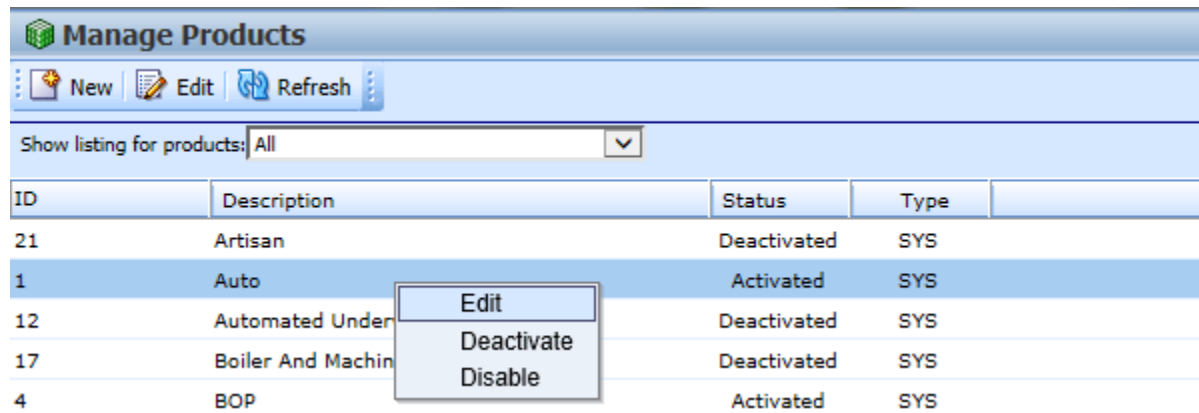 Manage Products
New Edit Refresh
Show listing for products: All
ID Description Status Type
21 Artisan Deactivated SYS
1 Auto Activated SYS
Edit
12 Automated Deactivated SYS
Deactivate
17 Boiler And Deactivated SYS
Disable
4 BOP Activated SYS